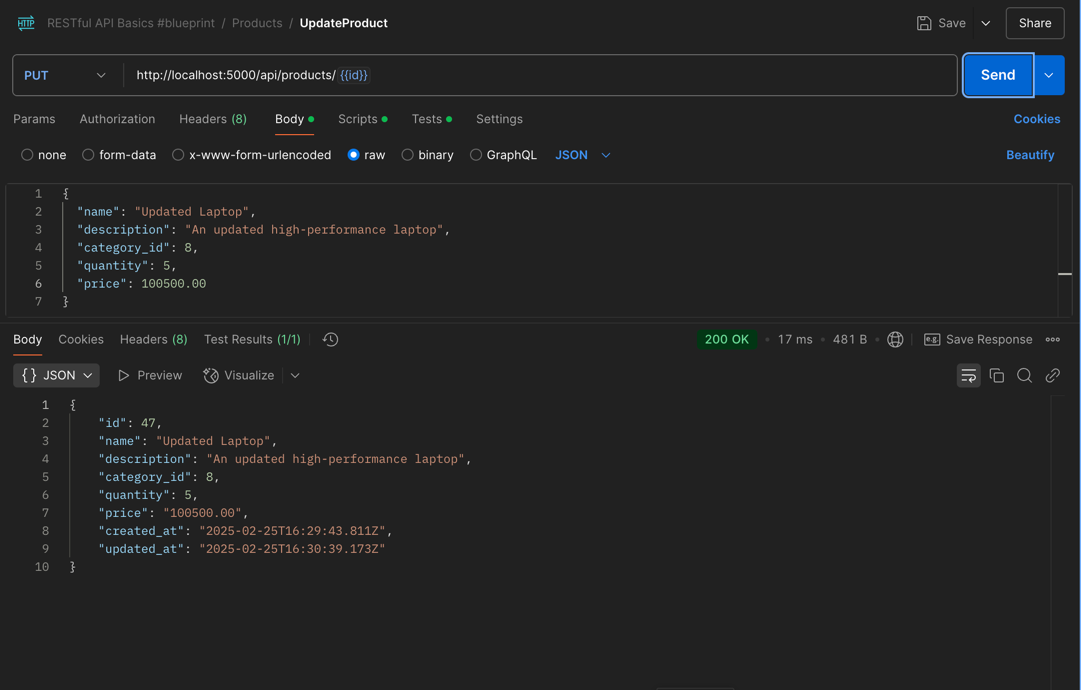 HTTP RESTful API Basics #blueprint / Products / UpdateProduct Save Share
PUT http://localhost:5000/api/products/ {{id}} Send
Params Authorization Headers (8) Body Scripts Tests Settings Cookies
none form-data x-www-form-urlencoded raw binary GraphQL JSON Beautify
1 {
2 "name": "Updated Laptop",
3 "description": "An updated high-performance laptop",
4 "category_id": 8,
5 "quantity": 5,
6 "price": 100500.00
7 }
Body Cookies Headers (8) Test Results (1/1) 200 OK • 17 ms • 481 B • e.g. Save Response
{} JSON Preview Visualize
1 {
2 "id": 47,
3 "name": "Updated Laptop",
4 "description": "An updated high-performance laptop",
5 "category_id": 8,
6 "quantity": 5,
7 "price": "100500.00",
8 "created_at": "2025-02-25T16:29:43.811Z",
9 "updated_at": "2025-02-25T16:30:39.173Z"
10 }